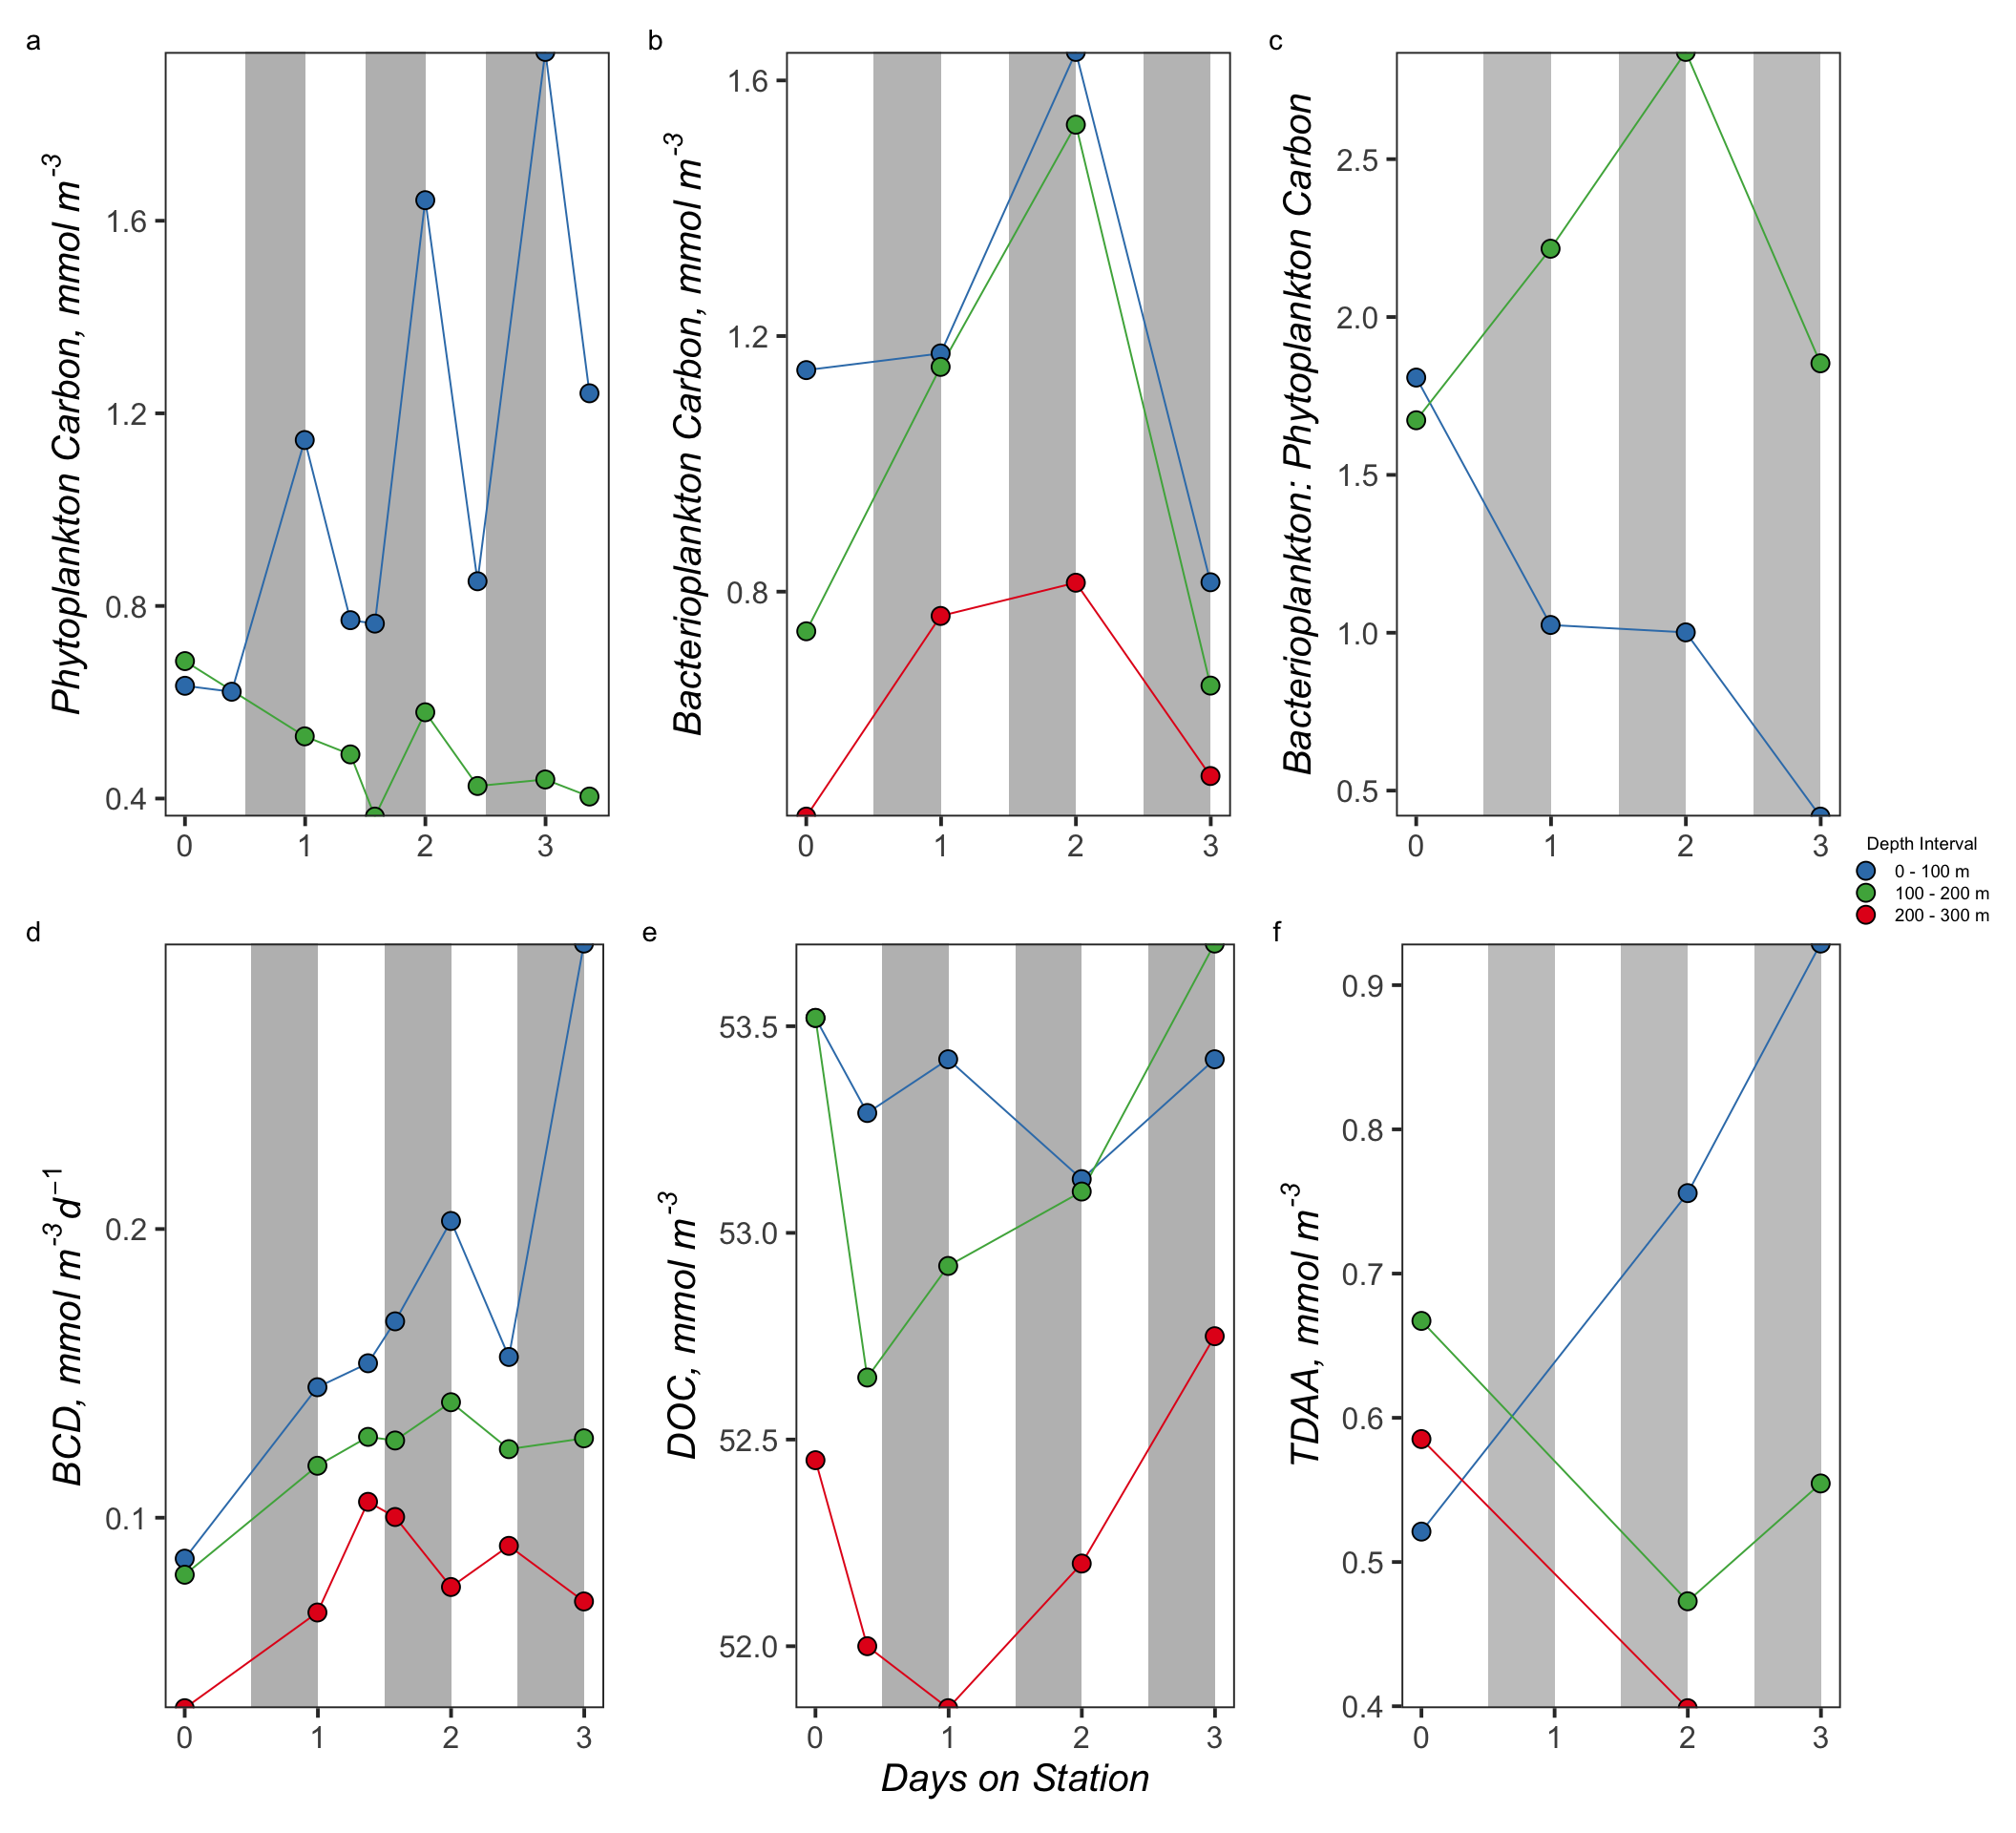 a
Phytoplankton Carbon, mmol m-3
1.6
1.2
0.8
0.4
0 1 2 3
b
Bacterioplankton Carbon, mmol m-3
1.6
1.2
0.8
0 1 2 3
c
Bacterioplankton: Phytoplankton Carbon
2.5
2.0
1.5
1.0
0.5
0 1 2 3
Depth Interval
0 - 100 m
100 - 200 m
200 - 300 m
d
BCD, mmol m-3 d−1
0.2
0.1
0 1 2 3
e
DOC, mmol m-3
53.5
53.0
52.5
52.0
0 1 2 3
f
TDAA, mmol m-3
0.9
0.8
0.7
0.6
0.5
0.4
0 1 2 3
Days on Station